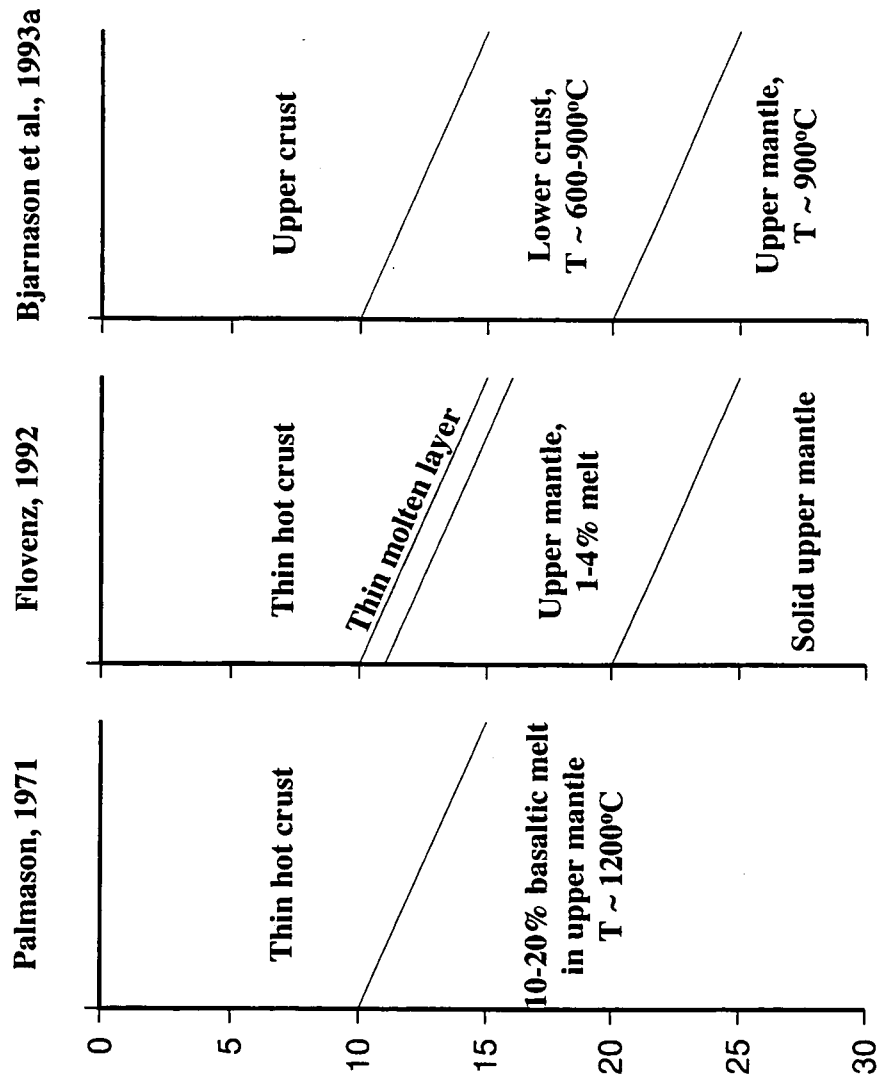 Palmason, 1971
Thin hot crust
10-20% basaltic melt
in upper mantle
T ~ 1200ºC
0
5
10
15
20
25
30
Flovenz, 1992
Thin hot crust
Thin molten layer
Upper mantle,
1-4% melt
Solid upper mantle
Bjarnason et al., 1993a
Upper crust
Lower crust,
T ~ 600-900ºC
Upper mantle,
T ~ 900ºC